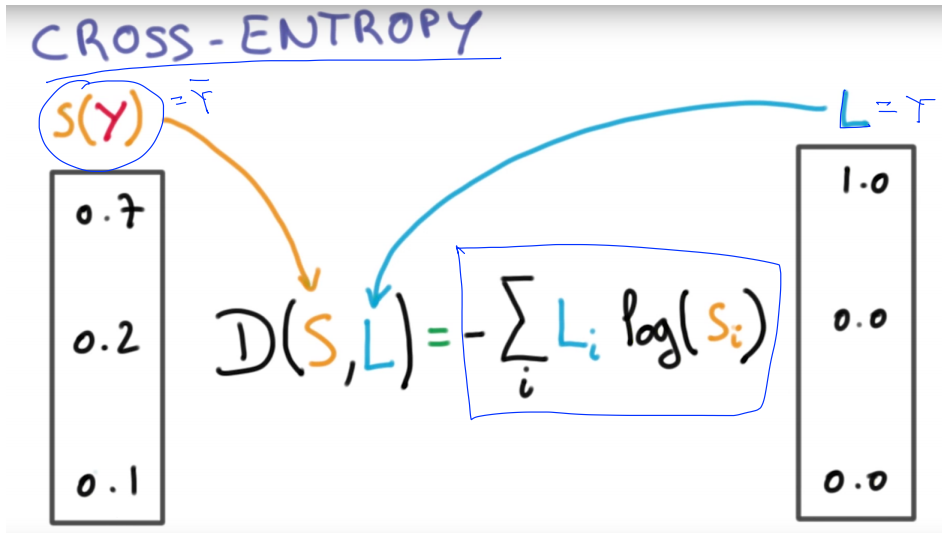 CROSS-ENTROPY
S(Y) = Ȳ
L = Y
0.7
0.2
0.1
D(S,L) = -∑ᵢ Lᵢ log(Sᵢ)
1.0
0.0
0.0